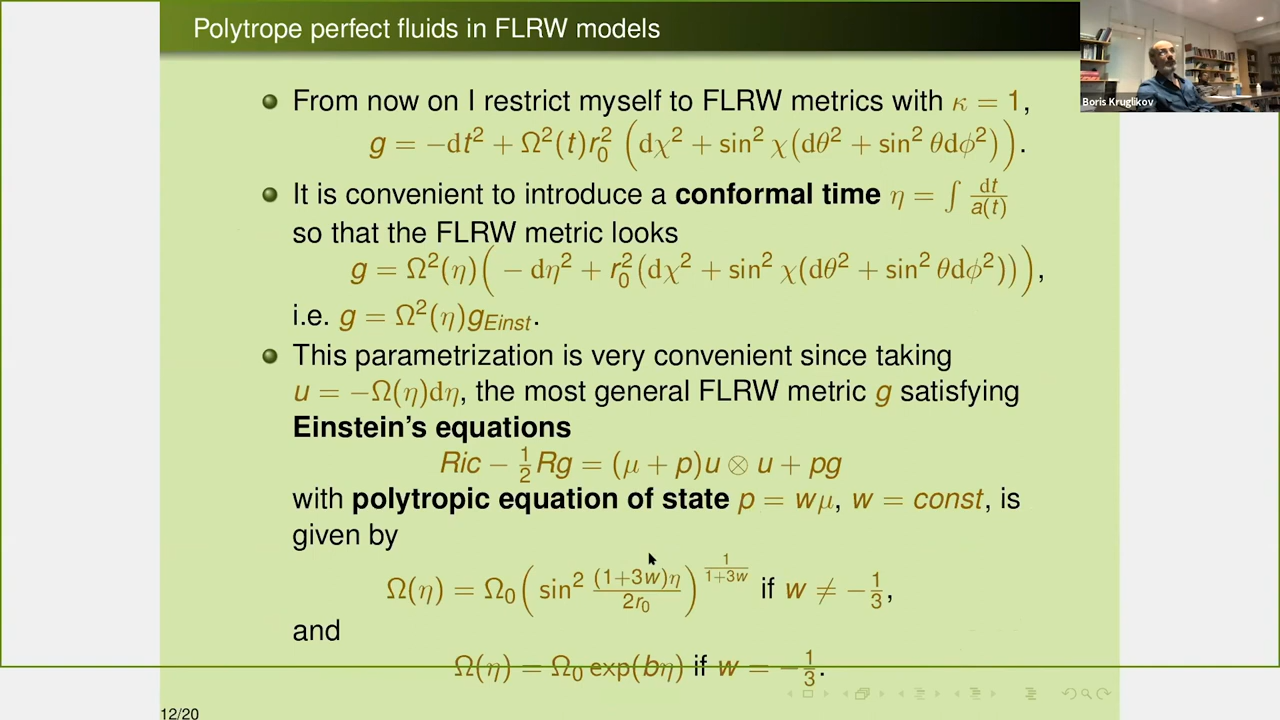 Polytrope perfect fluids in FLRW models
Boris Kruglikov
From now on I restrict myself to FLRW metrics with κ = 1,
g = −dt² + Ω²(t)r₀² (dχ² + sin² χ(dθ² + sin² θdϕ²)).
It is convenient to introduce a conformal time η = ∫ dt/a(t)
so that the FLRW metric looks
g = Ω²(η)( − dη² + r₀²(dχ² + sin² χ(dθ² + sin² θdϕ²))),
i.e. g = Ω²(η)g_Einst.
This parametrization is very convenient since taking
u = −Ω(η)dη, the most general FLRW metric g satisfying
Einstein's equations
Ric − ½Rg = (μ + p)u ⊗ u + pg
with polytropic equation of state p = wμ, w = const, is
given by
Ω(η) = Ω₀( sin² (1+3w)η/2r₀ )^(1/(1+3w)) if w ≠ −1/3,
and
Ω(η) = Ω₀ exp(bη) if w = −1/3.
12/20